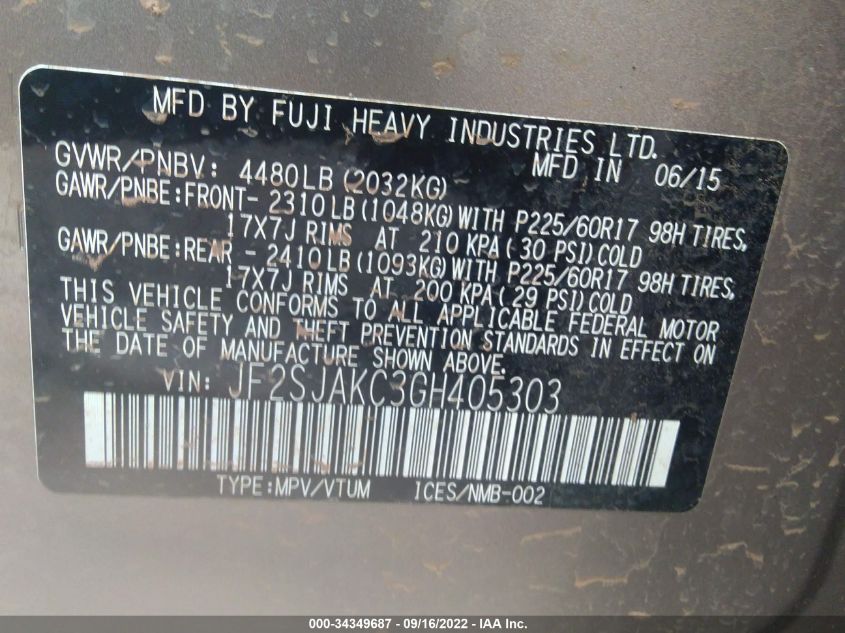 MFD BY FUJI HEAVY INDUSTRIES LTD.
MFD IN 06/15
GVWR/PNBV: 4480LB (2032KG)
GAWR/PNBE:FRONT- 2310LB(1048KG)WITH P225/60R17 98H TIRES,
17X7J RIMS AT 210 KPA(30 PSI)COLD
GAWR/PNBE:REAR - 2410LB(1093KG)WITH P225/60R17 98H TIRES,
17X7J RIMS AT 200 KPA(29 PSI)COLD
THIS VEHICLE CONFORMS TO ALL APPLICABLE FEDERAL MOTOR
VEHICLE SAFETY AND THEFT PREVENTION STANDARDS IN EFFECT ON
THE DATE OF MANUFACTURE SHOWN ABOVE.
VIN: JF2SJAKC3GH405303
TYPE:MPV/VTUM ICES/NMB-002
000-34349687 - 09/16/2022 - IAA Inc.